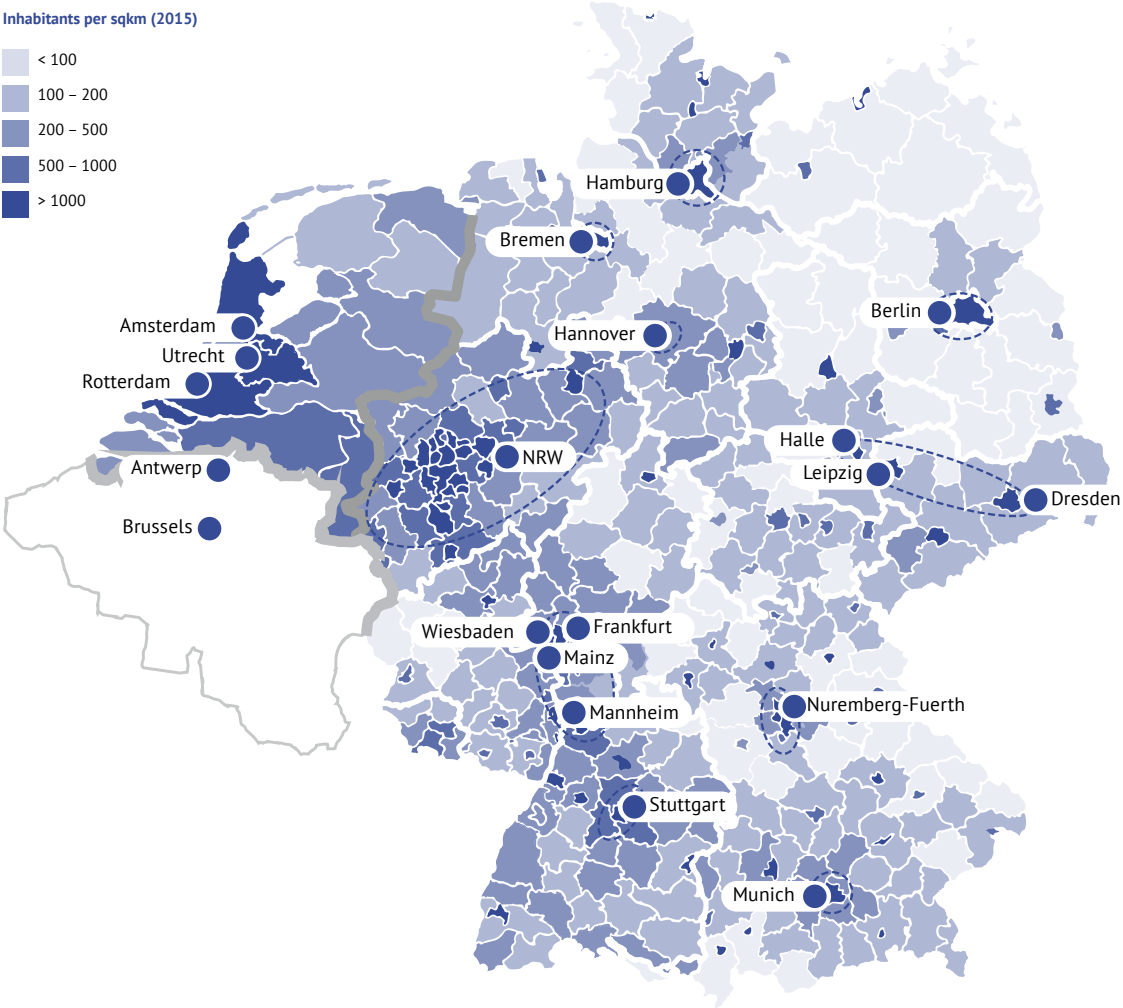 Inhabitants per sqkm (2015)
< 100
100 – 200
200 – 500
500 – 1000
> 1000
Hamburg
Bremen
Berlin
Amsterdam
Hannover
Utrecht
Rotterdam
Halle
NRW
Antwerp
Leipzig
Dresden
Brussels
Wiesbaden
Frankfurt
Mainz
Nuremberg-Fuerth
Mannheim
Stuttgart
Munich